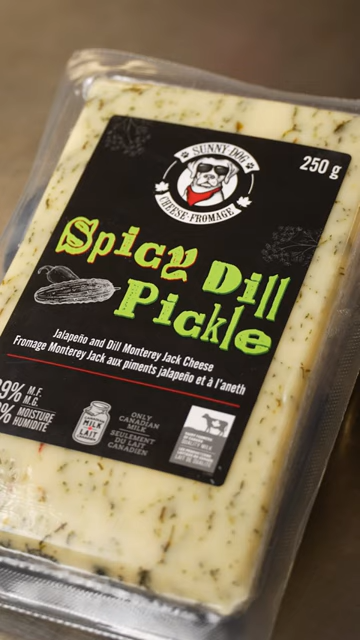 SUNNY DOG
CHEESE·FROMAGE
250 g
Spicy Dill
Pickle
Jalapeño and Dill Monterey Jack Cheese
Fromage Monterey Jack aux piments jalapeño et à l'aneth
9% M.F.
M.G.
% MOISTURE
HUMIDITÉ
MILK
LAIT
ONLY
CANADIAN
MILK
SEULEMENT
DU LAIT
CANADIEN